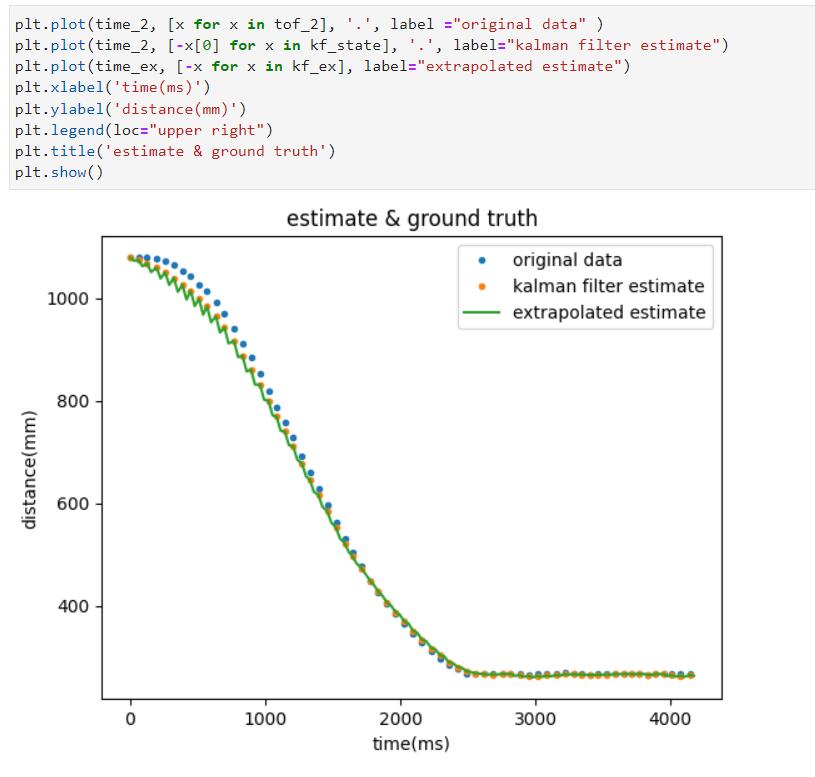 plt.plot(time_2, [x for x in tof_2], '.', label ="original data" )
plt.plot(time_2, [-x[0] for x in kf_state], '.', label="kalman filter estimate")
plt.plot(time_ex, [-x for x in kf_ex], label="extrapolated estimate")
plt.xlabel('time(ms)')
plt.ylabel('distance(mm)')
plt.legend(loc="upper right")
plt.title('estimate & ground truth')
plt.show()
estimate & ground truth
original data
kalman filter estimate
extrapolated estimate
1000
800
600
400
distance(mm)
0
1000
2000
3000
4000
time(ms)